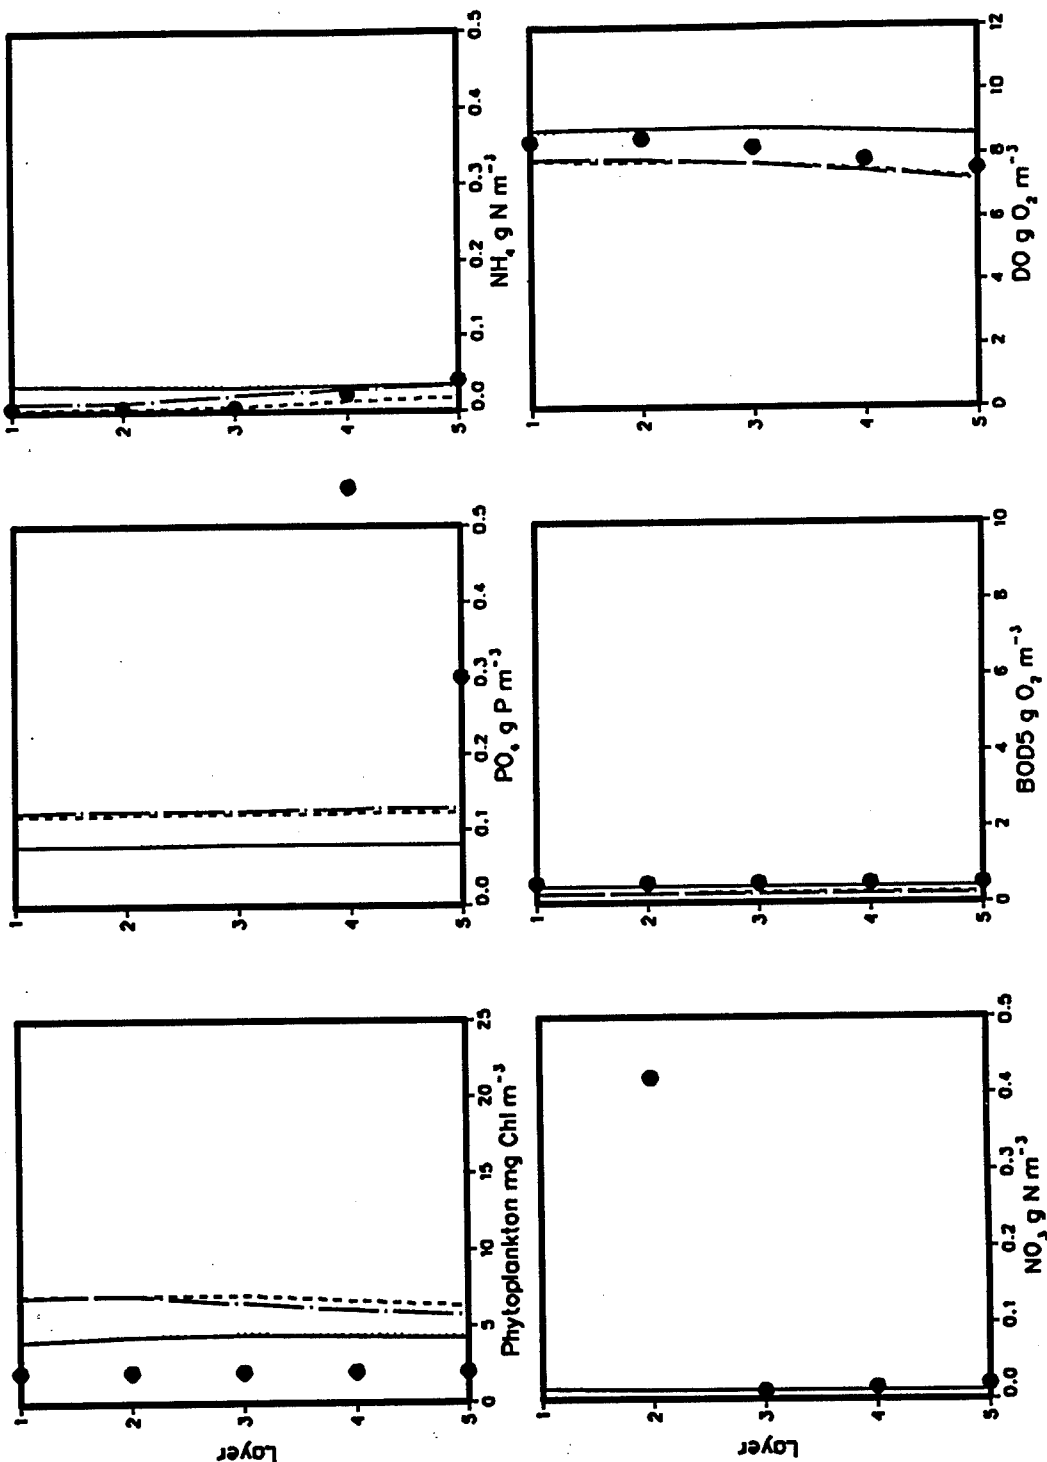 Layer
1
2
3
4
5
0 5 10 15 20 25
Phytoplankton mg Chl m⁻³
1
2
3
4
5
0.0 0.1 0.2 0.3 0.4 0.5
PO₄ g P m⁻³
1
2
3
4
5
0.0 0.1 0.2 0.3 0.4 0.5
NH₄ g N m⁻³
Layer
1
2
3
4
5
0.0 0.1 0.2 0.3 0.4 0.5
NO₃ g N m⁻³
1
2
3
4
5
0 2 4 6 8 10
BOD5 g O₂ m⁻³
1
2
3
4
5
0 2 4 6 8 10 12
DO g O₂ m⁻³